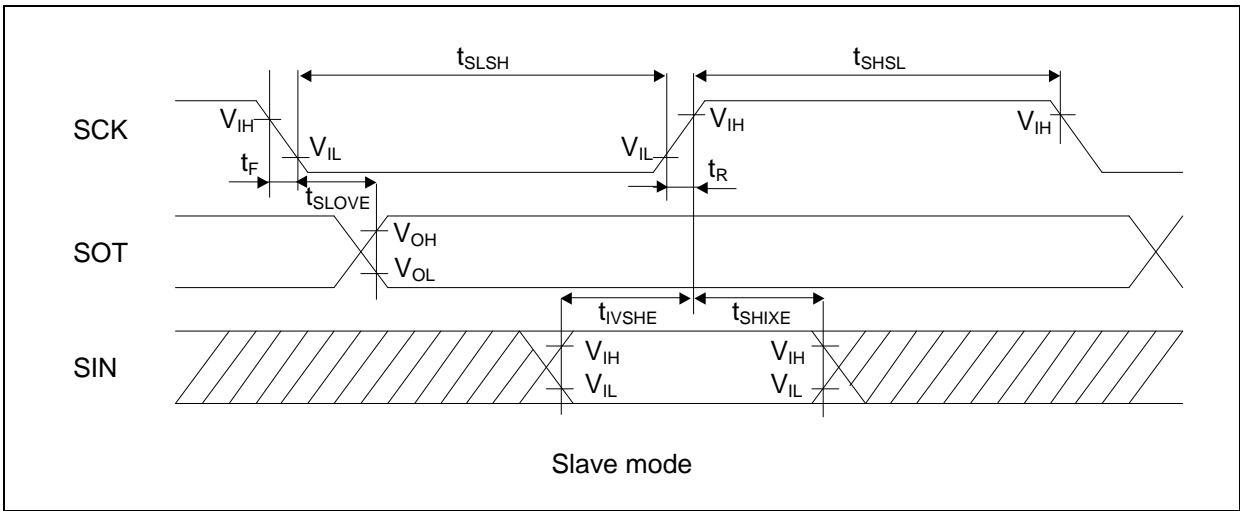 tSLSH
tSHSL
SCK
VIH
VIL
VIL
VIH
VIH
tF
tSLOVE
tR
SOT
VOH
VOL
tIVSHE
tSHIXE
SIN
VIH
VIL
VIH
VIL
Slave mode